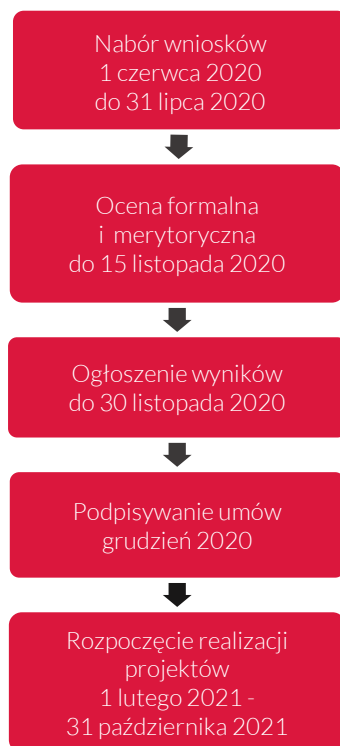 Nabór wniosków
1 czerwca 2020
do 31 lipca 2020
Ocena formalna
i merytoryczna
do 15 listopada 2020
Ogłoszenie wyników
do 30 listopada 2020
Podpisywanie umów
grudzień 2020
Rozpoczęcie realizacji
projektów
1 lutego 2021 -
31 października 2021